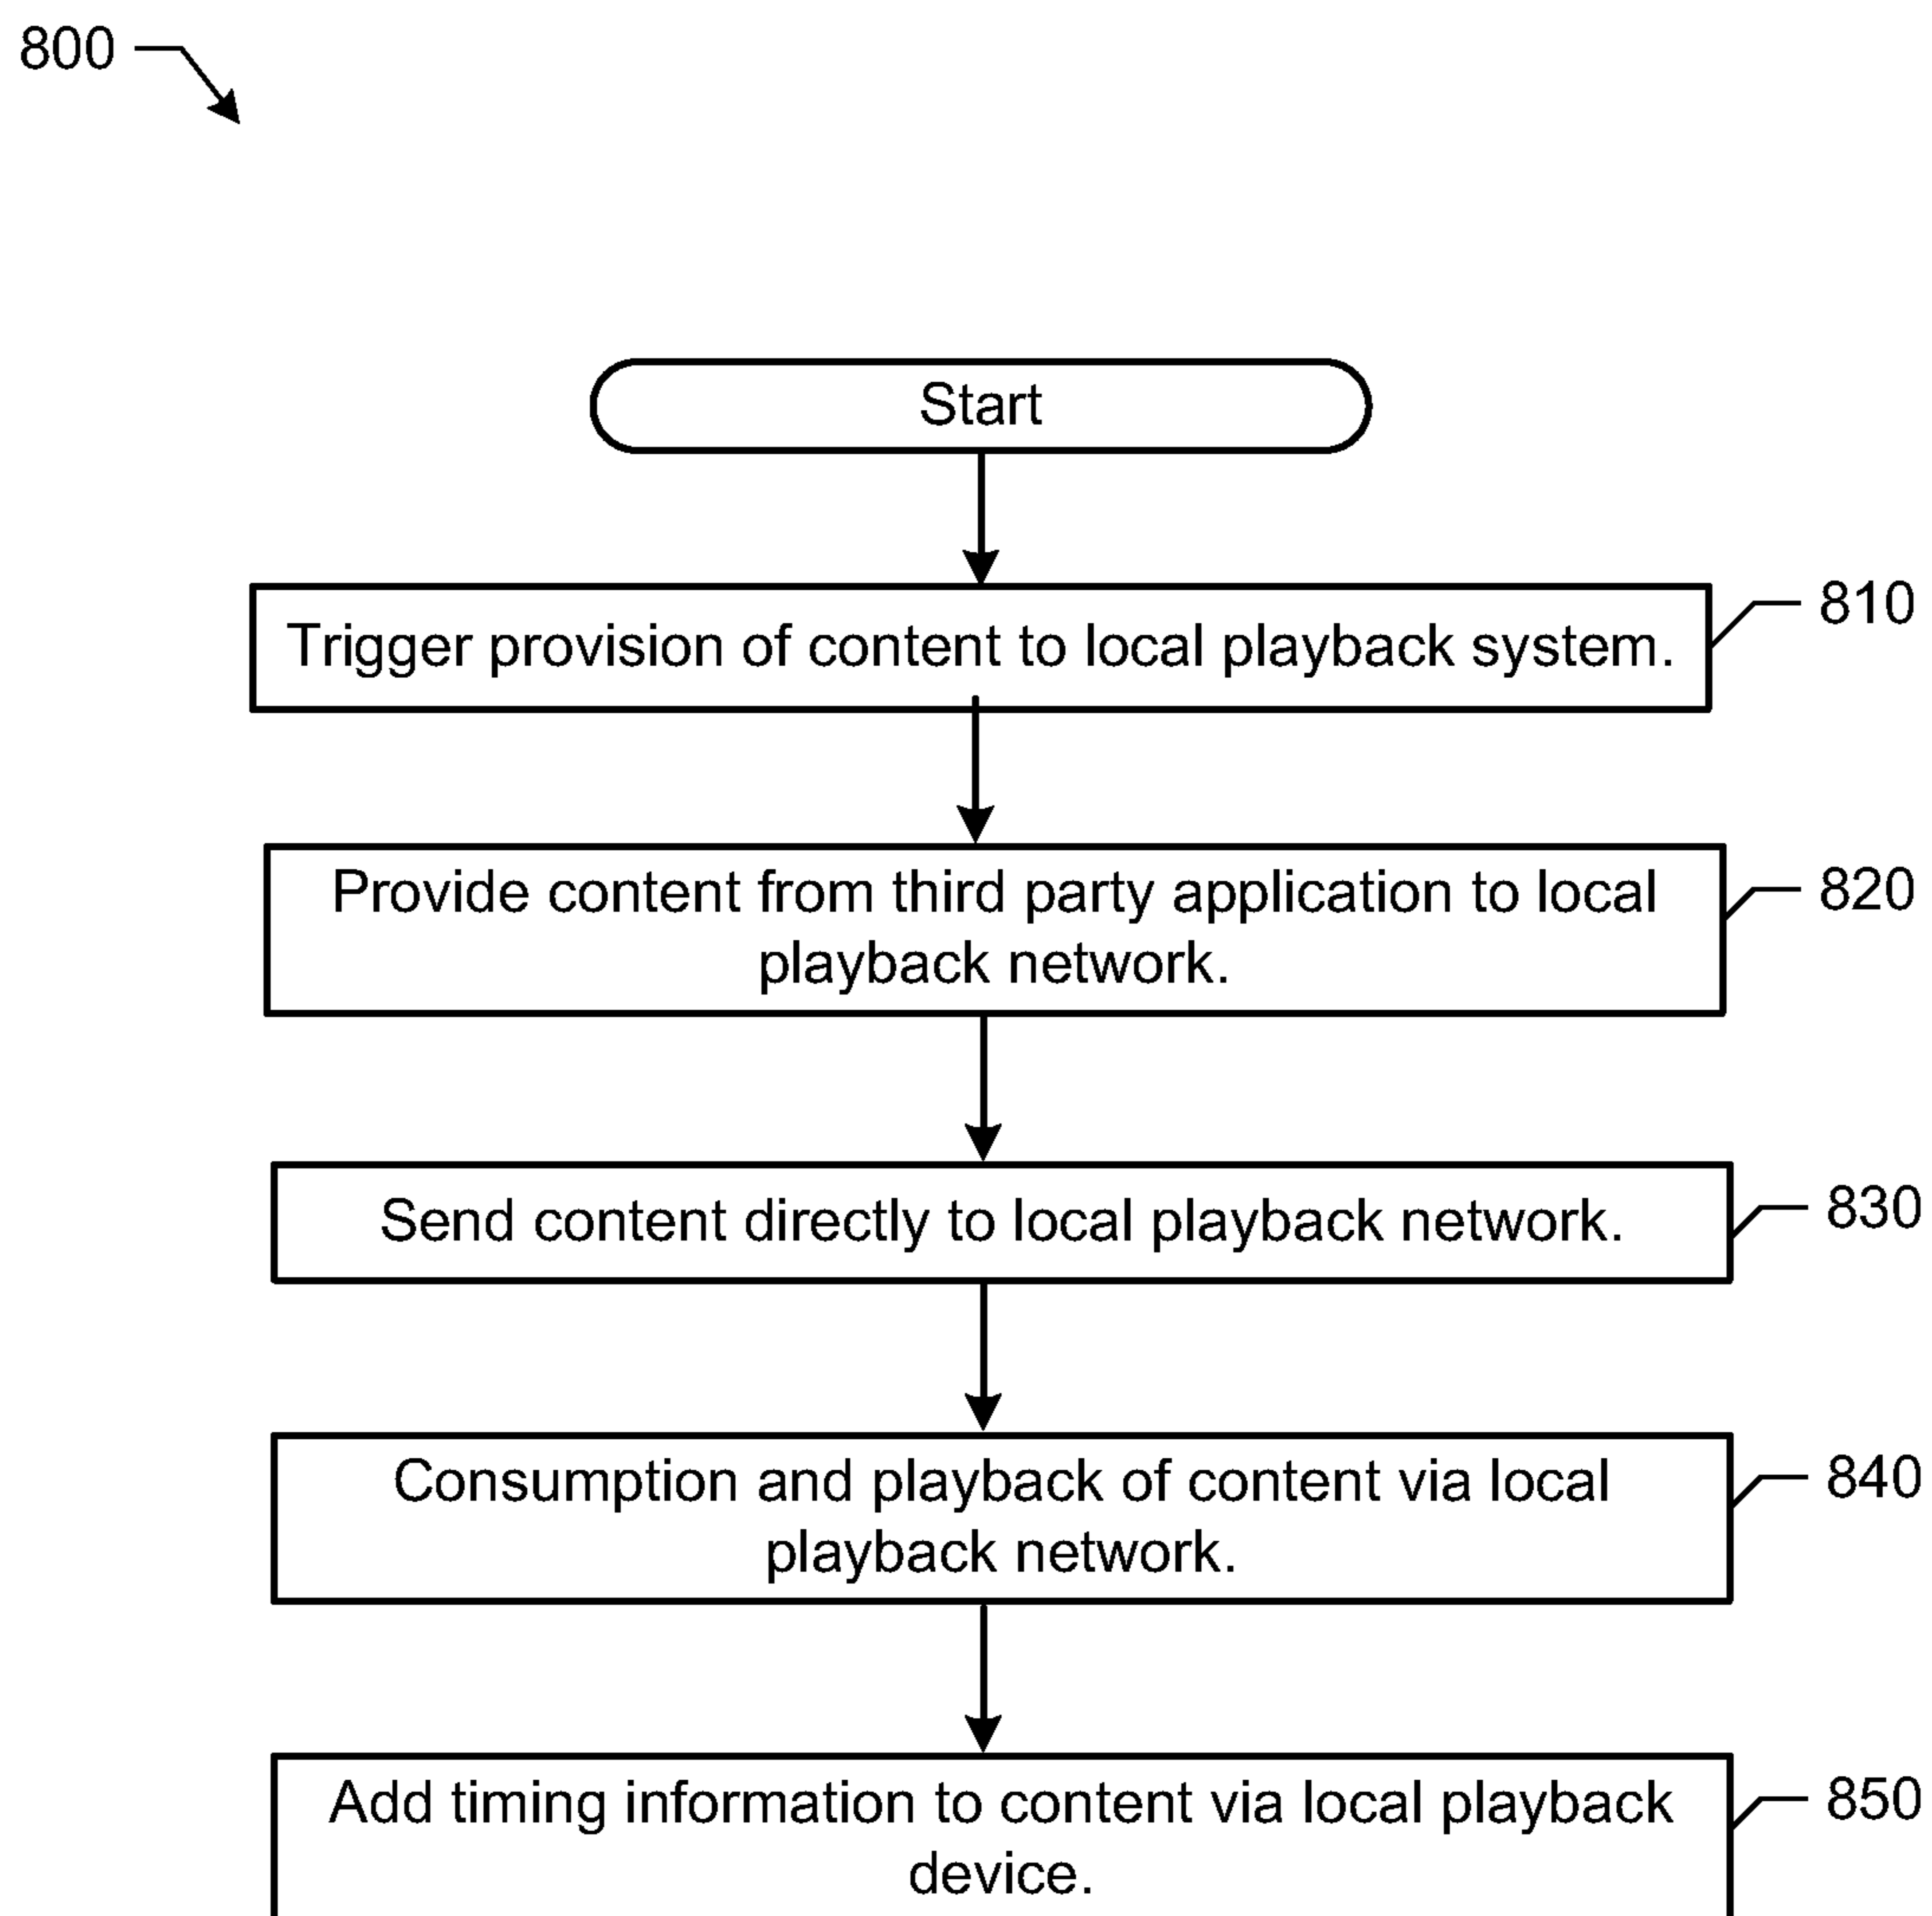 800
Start
Trigger provision of content to local playback system.
810
Provide content from third party application to local
playback network.
820
Send content directly to local playback network.
830
Consumption and playback of content via local
playback network.
840
Add timing information to content via local playback
device.
850